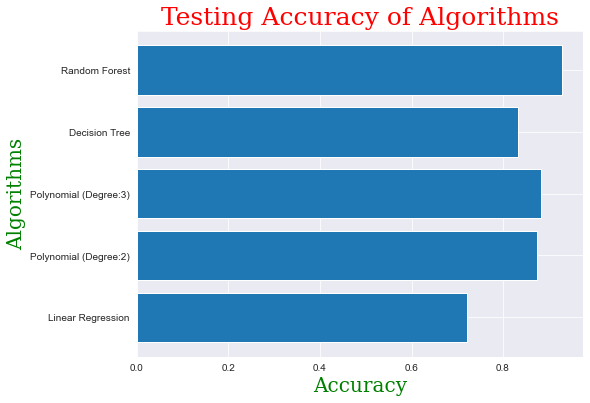 Testing Accuracy of Algorithms
Algorithms
Random Forest
Decision Tree
Polynomial (Degree:3)
Polynomial (Degree:2)
Linear Regression
0.0 0.2 0.4 0.6 0.8
Accuracy